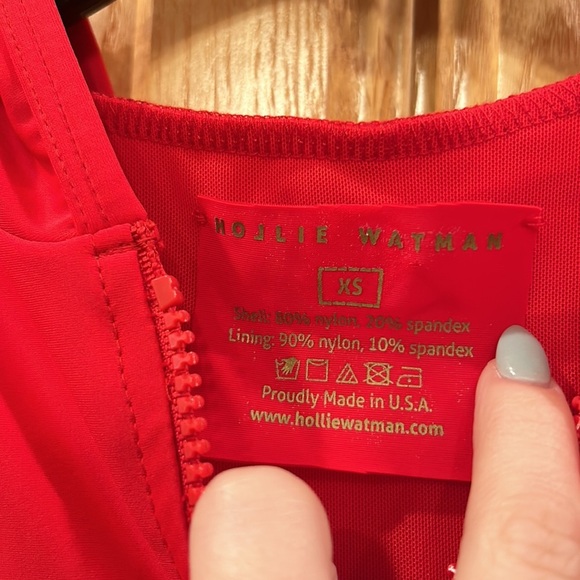 HOLLIE WATMAN
XS
Shell: 80% nylon, 20% spandex
Lining: 90% nylon, 10% spandex
Proudly Made in U.S.A.
www.holliewatman.com